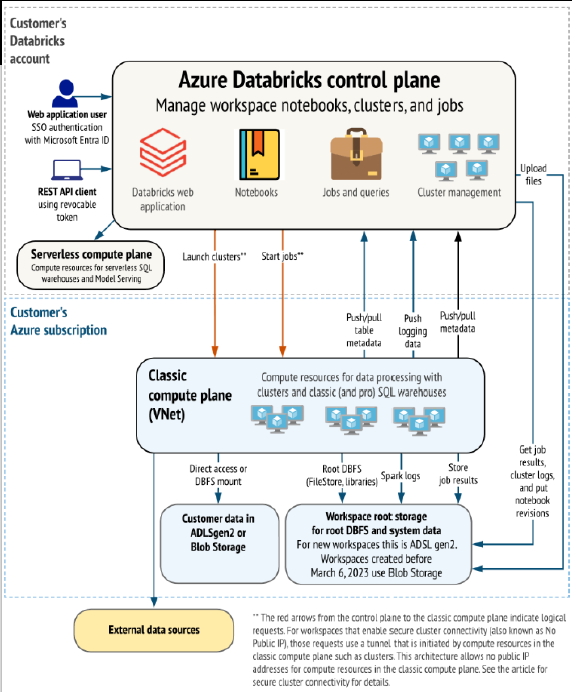 Customer's
Databricks
account
Azure Databricks control plane
Manage workspace notebooks, clusters, and jobs
Web application user
SSO authentication
with Microsoft Entra ID
REST API client
using revocable
token
Databricks web
application
Notebooks
Jobs and queries
Cluster management
Upload
files
Serverless compute plane
Compute resources for serverless SQL
warehouses and Model Serving
Launch clusters**
Start jobs**
Customer's
Azure subscription
Push/pull
table
metadata
Push
logging
data
Push/pull
metadata
Classic
compute plane
(VNet)
Compute resources for data processing with
clusters and classic (and pro) SQL warehouses
Get job
results,
cluster logs,
and put
notebook
revisions
Direct access or
DBFS mount
Root DBFS
(FileStore, libraries)
Spark logs
Store
job results
Customer data in
ADLSgen2 or
Blob Storage
Workspace root storage
for root DBFS and system data
For new workspaces this is ADSL gen2.
Workspaces created before
March 6, 2023 use Blob Storage
External data sources
** The red arrows from the control plane to the classic compute plane indicate logical
requests. For workspaces that enable secure cluster connectivity (also known as No
Public IP), those requests use a tunnel that is initiated by compute resources in the
classic compute plane such as clusters. This architecture allows no public IP
addresses for compute resources in the classic compute plane. See the article for
secure cluster connectivity for details.